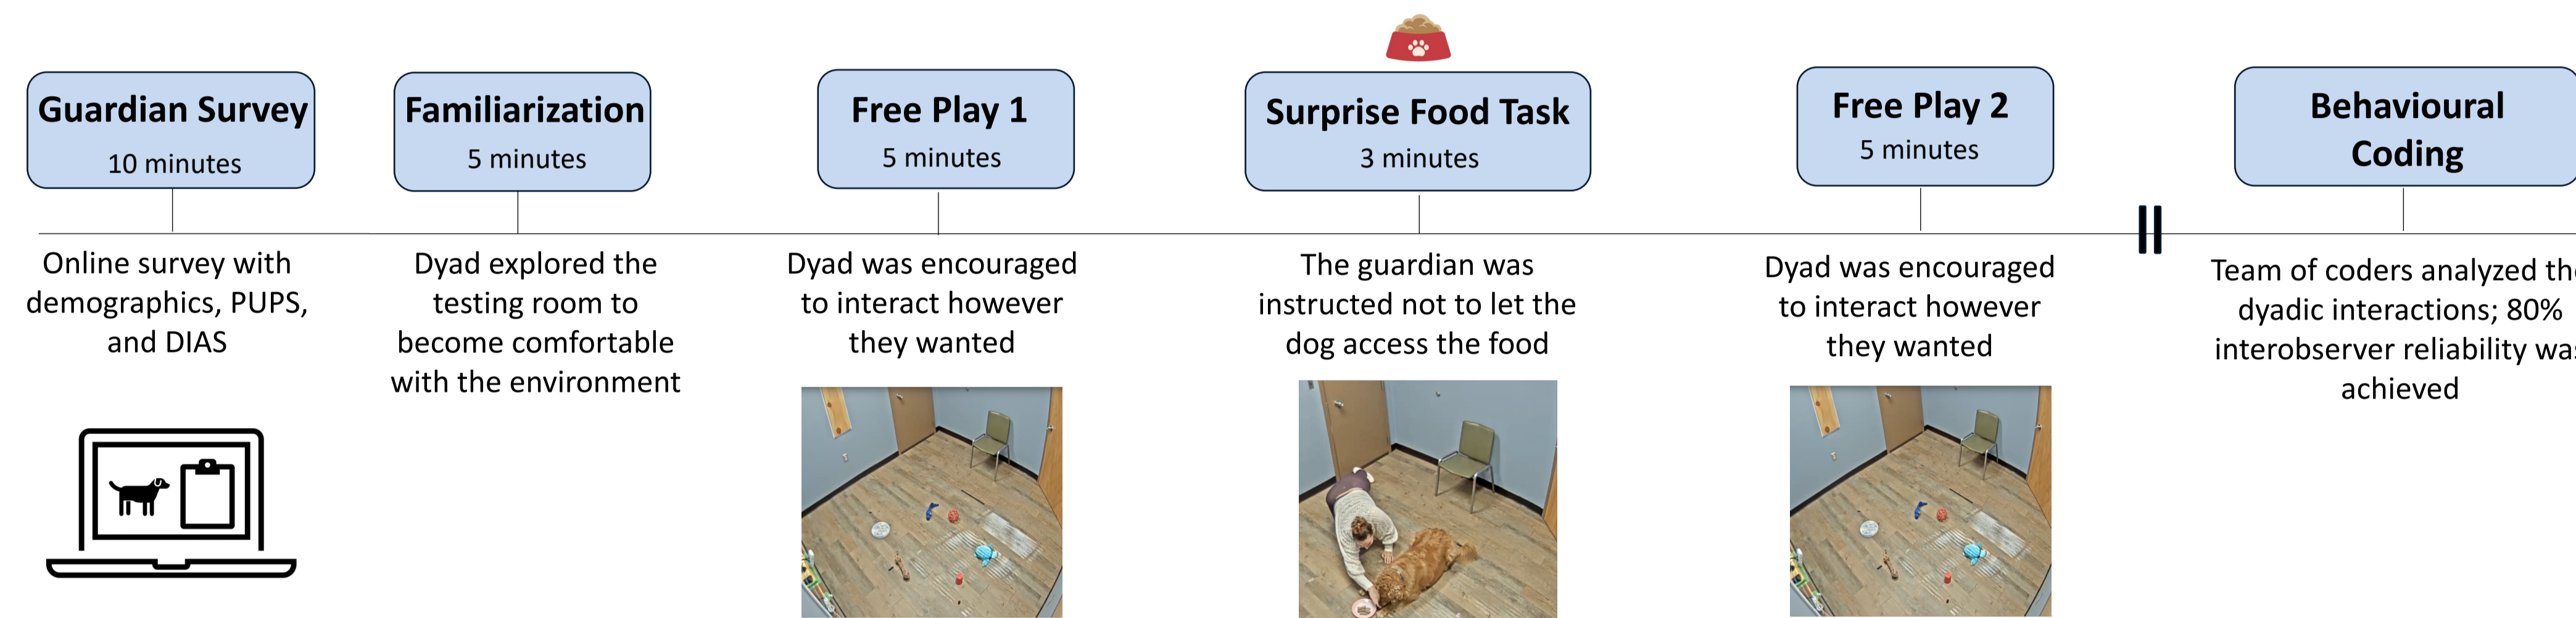 Guardian Survey
10 minutes
Online survey with
demographics, PUPS,
and DIAS
Familiarization
5 minutes
Dyad explored the
testing room to
become comfortable
with the environment
Free Play 1
5 minutes
Dyad was encouraged
to interact however
they wanted
Surprise Food Task
3 minutes
The guardian was
instructed not to let the
dog access the food
Free Play 2
5 minutes
Dyad was encouraged
to interact however
they wanted
Behavioural
Coding
Team of coders analyzed the
dyadic interactions; 80%
interobserver reliability was
achieved